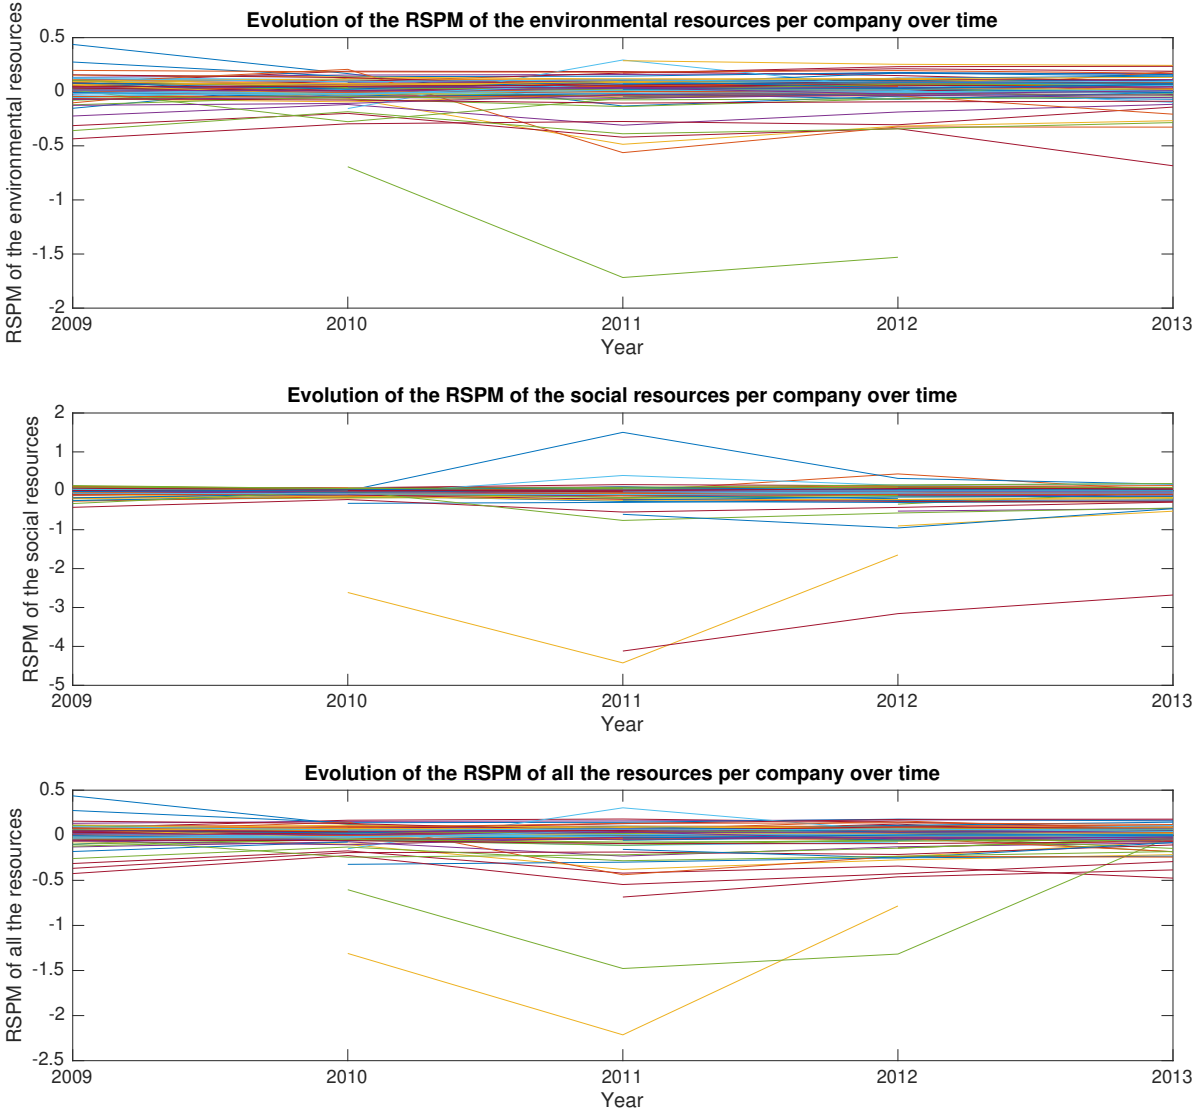 Evolution of the RSPM of the environmental resources per company over time
RSPM of the environmental resources
0.5
0
-0.5
-1
-1.5
-2
2009 2010 2011 2012 2013
Year
Evolution of the RSPM of the social resources per company over time
RSPM of the social resources
2
1
0
-1
-2
-3
-4
-5
2009 2010 2011 2012 2013
Year
Evolution of the RSPM of all the resources per company over time
RSPM of all the resources
0.5
0
-0.5
-1
-1.5
-2
-2.5
2009 2010 2011 2012 2013
Year